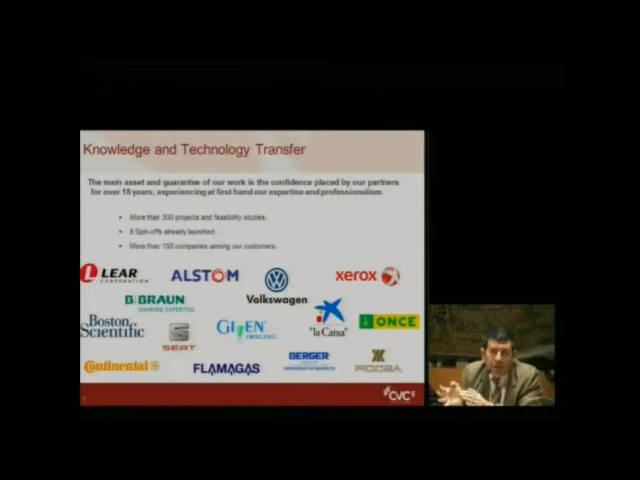 Knowledge and Technology Transfer
The main asset and guarantee of our work is the confidence placed by our partners
for over 15 years, experiencing at first hand our expertise and professionalism.
• More than 300 projects and feasibility studies.
• 8 Spin-offs already launched.
• More than 150 companies among our customers.
LEAR
CORPORATION
ALSTOM
Volkswagen
xerox
B BRAUN
SHARING EXPERTISE
Boston
Scientific
SEAT
GIVEN
IMAGING
"la Caixa"
ONCE
Continental
FLAMAGAS
BERGER
FICOSA
CVC